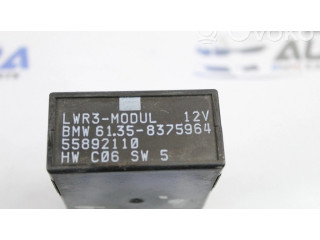 LWR3-MODUL 12V
BMW 61.35-8375964
55892110
HW C06 SW 5